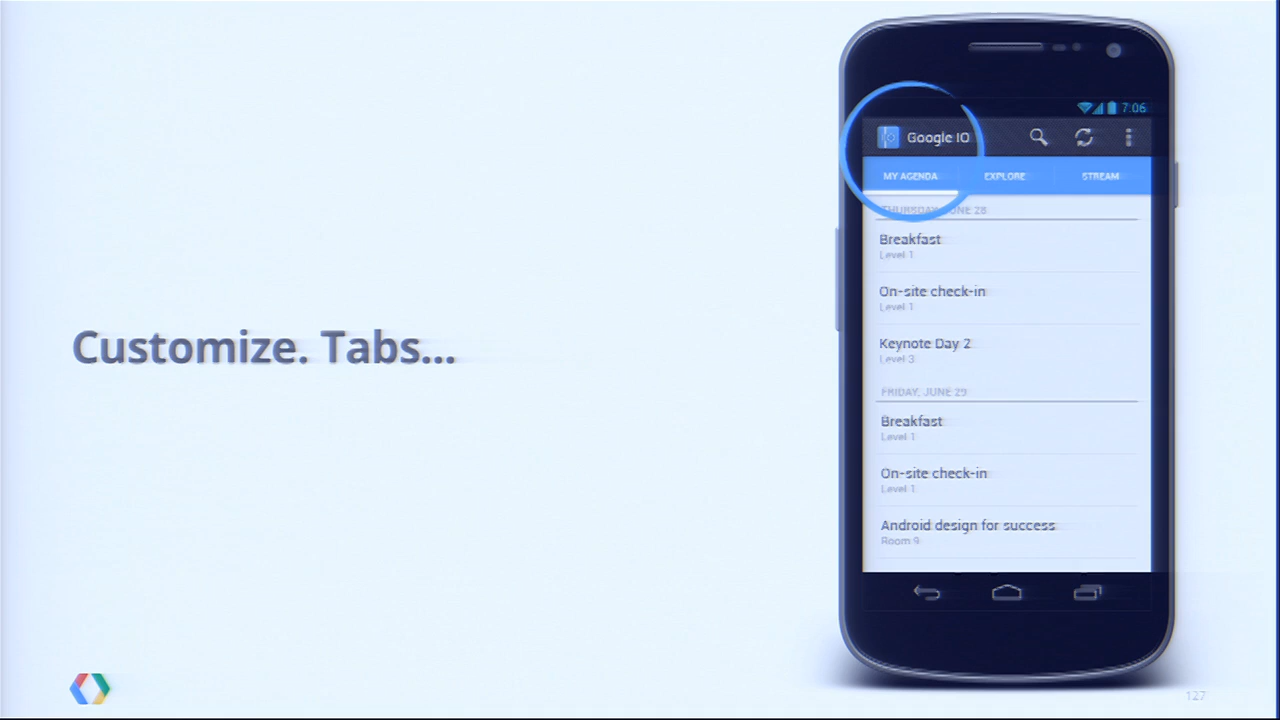 Customize. Tabs...
7:06
Google IO
MY AGENDA EXPLORE STREAM
THURSDAY, JUNE 28
Breakfast
Level 1
On-site check-in
Level 1
Keynote Day 2
Level 3
FRIDAY, JUNE 29
Breakfast
Level 1
On-site check-in
Level 1
Android design for success
Room 9
127